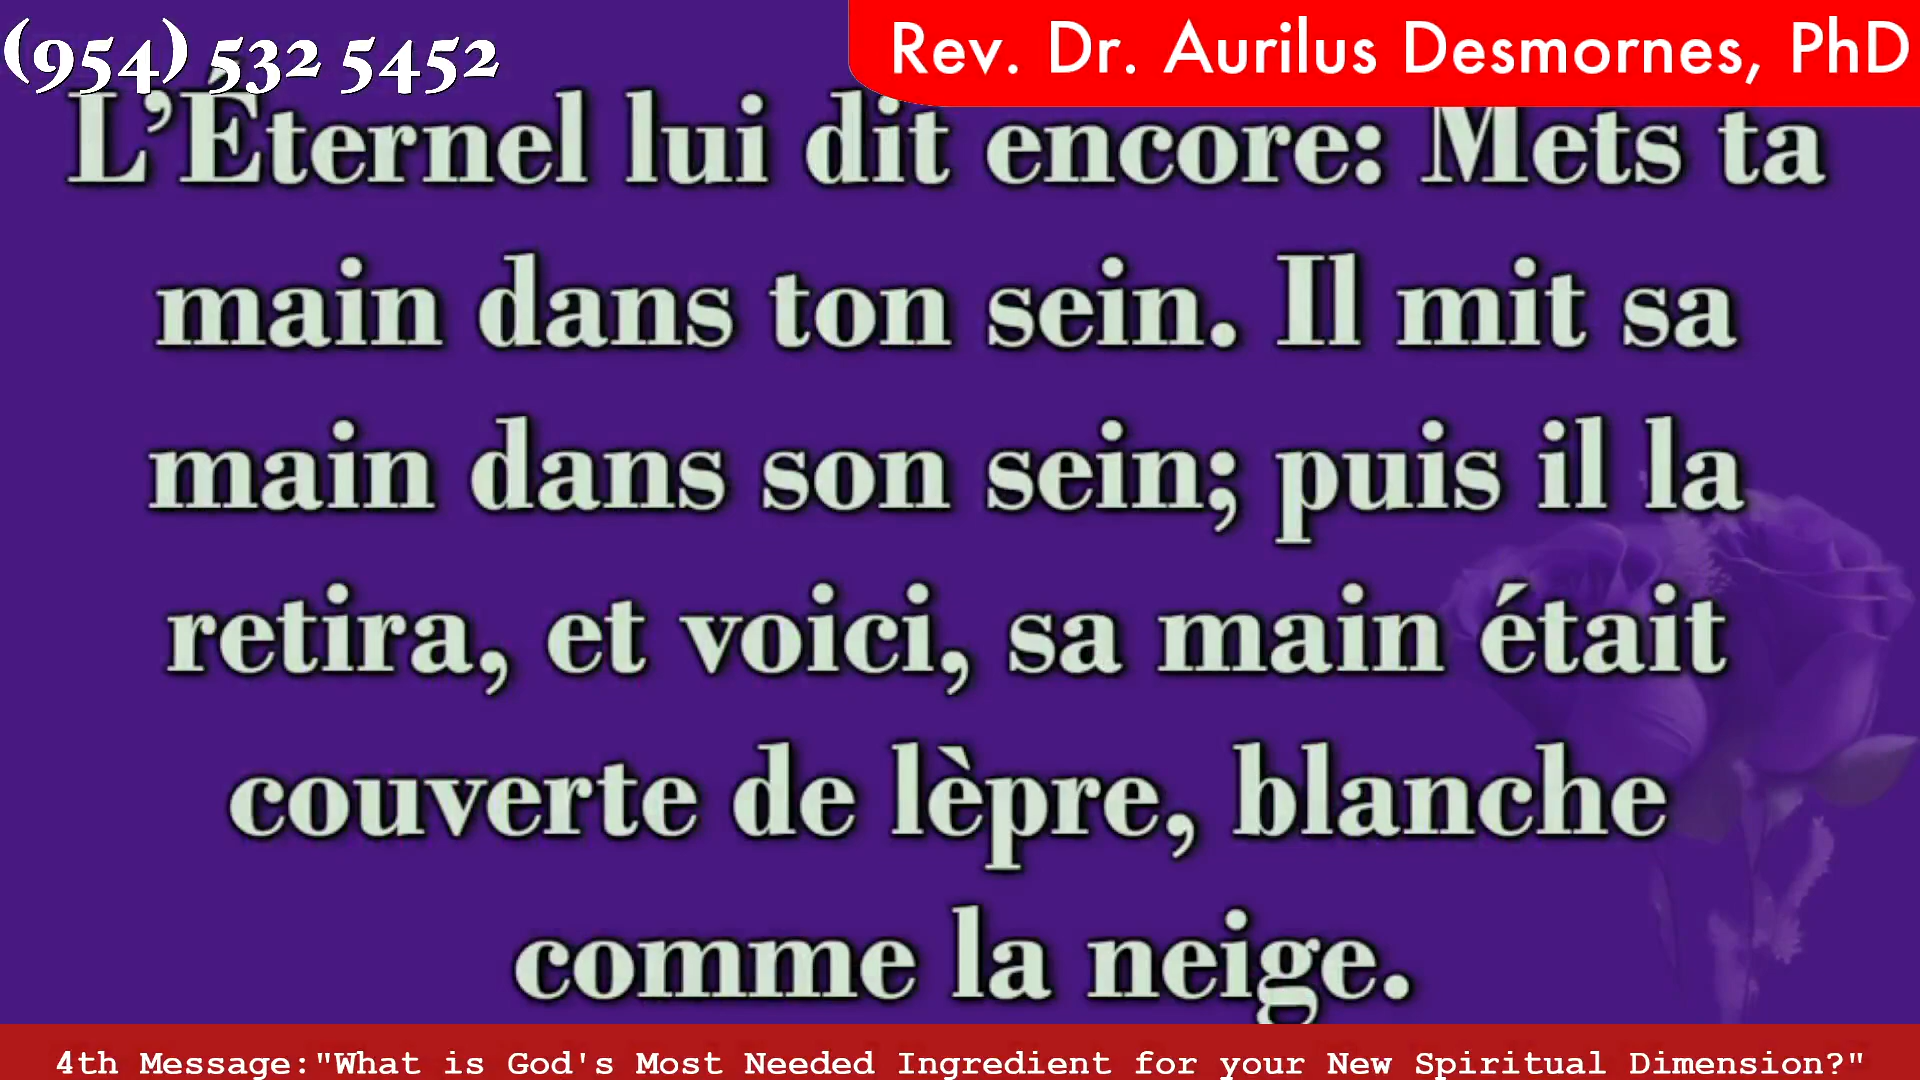 (954) 532 5452
Rev. Dr. Aurilus Desmornes, PhD
L’Éternel lui dit encore: Mets ta
main dans ton sein. Il mit sa
main dans son sein; puis il la
retira, et voici, sa main était
couverte de lèpre, blanche
comme la neige.
4th Message:"What is God's Most Needed Ingredient for your New Spiritual Dimension?"